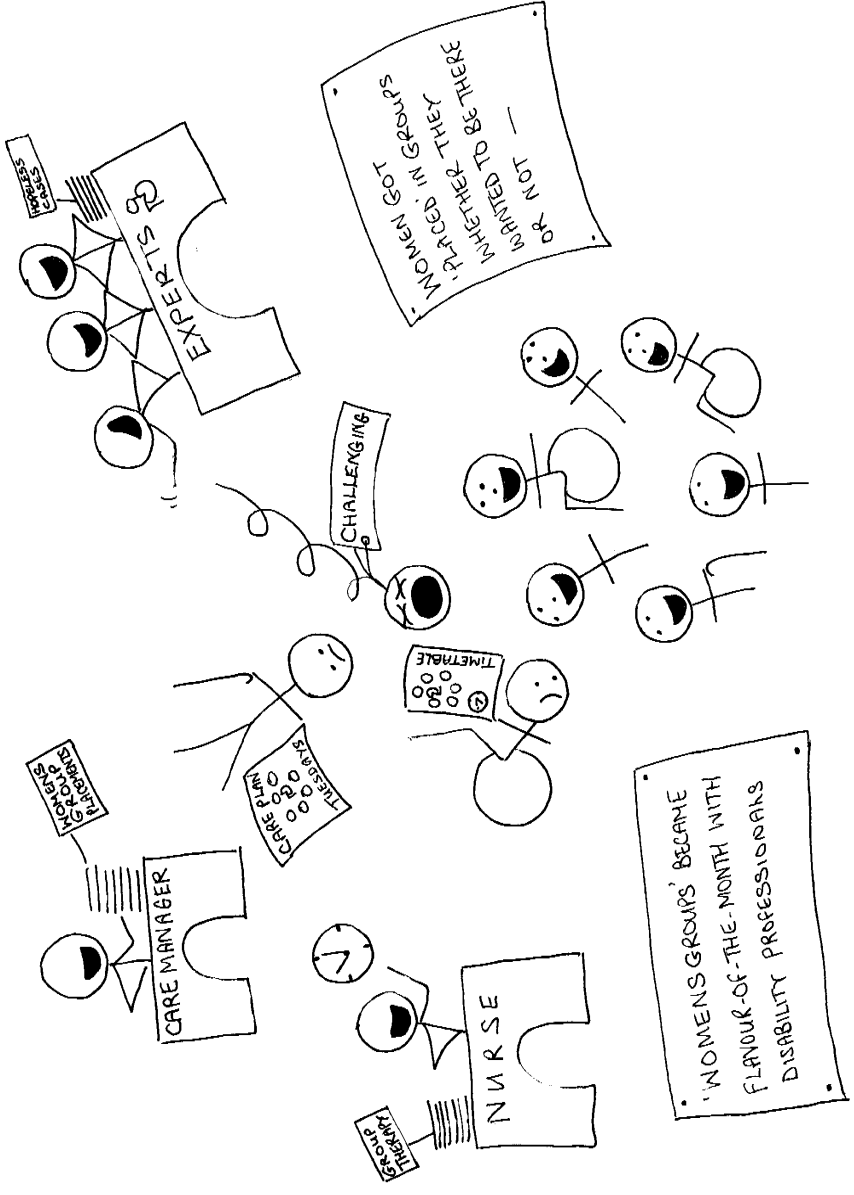 WOMENS
GROUP
PLACEMENTS
CARE MANAGER
HOPELESS
CASES
EXPERTS
CARE PLAN
TUESDAYS
GROUP
THERAPY
NURSE
TIMETABLE
CHALLENGING
'WOMENS GROUPS' BECAME
FLAVOUR-OF-THE-MONTH WITH
DISABILITY PROFESSIONALS
WOMEN GOT
'PLACED' IN GROUPS
WHETHER THEY
WANTED TO BE THERE
OR NOT —